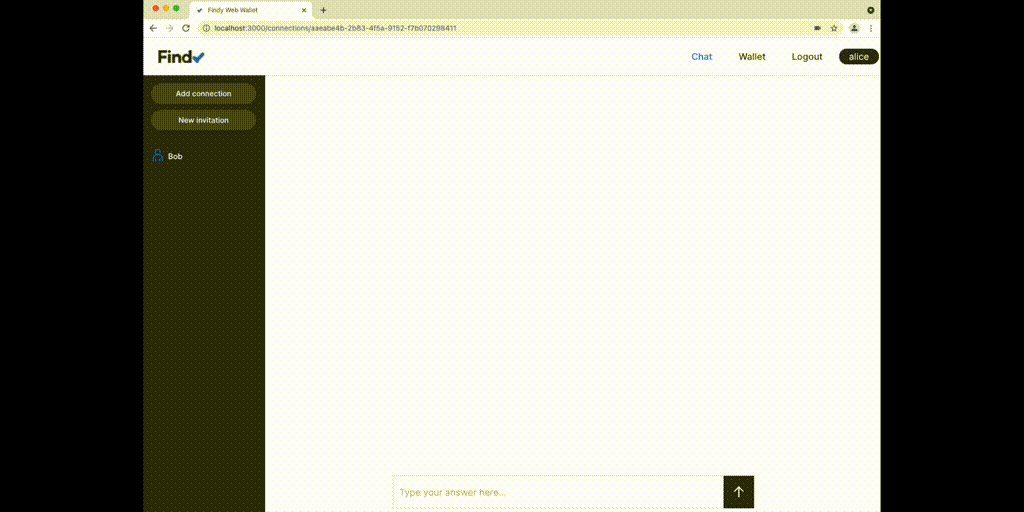 Findy Web Wallet
localhost:3000/connections/aaeabe4b-2b83-4f5a-9152-f7b070298411
Find
Chat
Wallet
Logout
alice
Add connection
New invitation
Bob
Type your answer here...